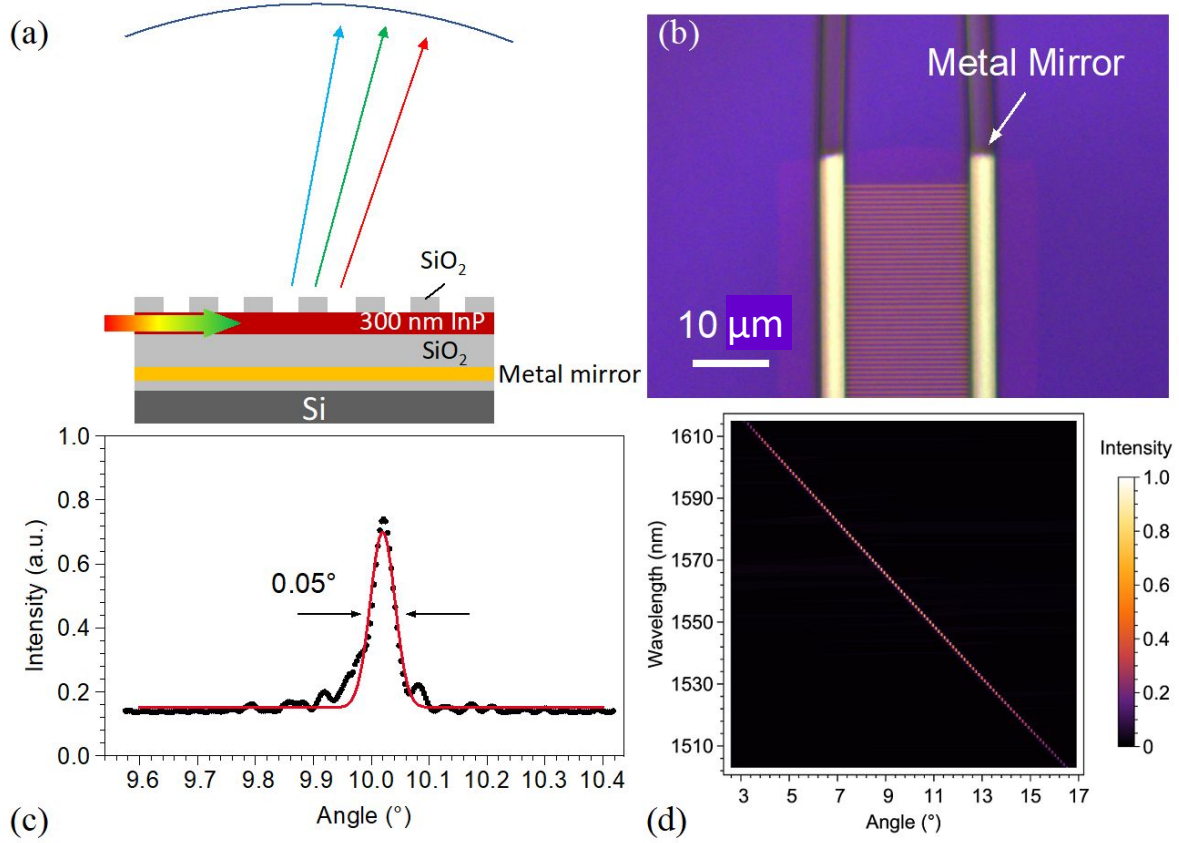 (a)
SiO₂
300 nm InP
SiO₂
Metal mirror
Si
(b)
Metal Mirror
10 μm
1.0
0.8
0.6
0.4
0.2
0.0
Intensity (a.u.)
0.05°
9.6 9.7 9.8 9.9 10.0 10.1 10.2 10.3 10.4
Angle (°)
(c)
1610
1590
1570
1550
1530
1510
Wavelength (nm)
3 5 7 9 11 13 15 17
Angle (°)
Intensity
1.0
0.8
0.6
0.4
0.2
0
(d)